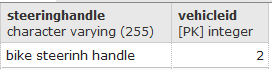 steeringhandle vehicleid
character varying (255) [PK] integer
bike steerinh handle 2